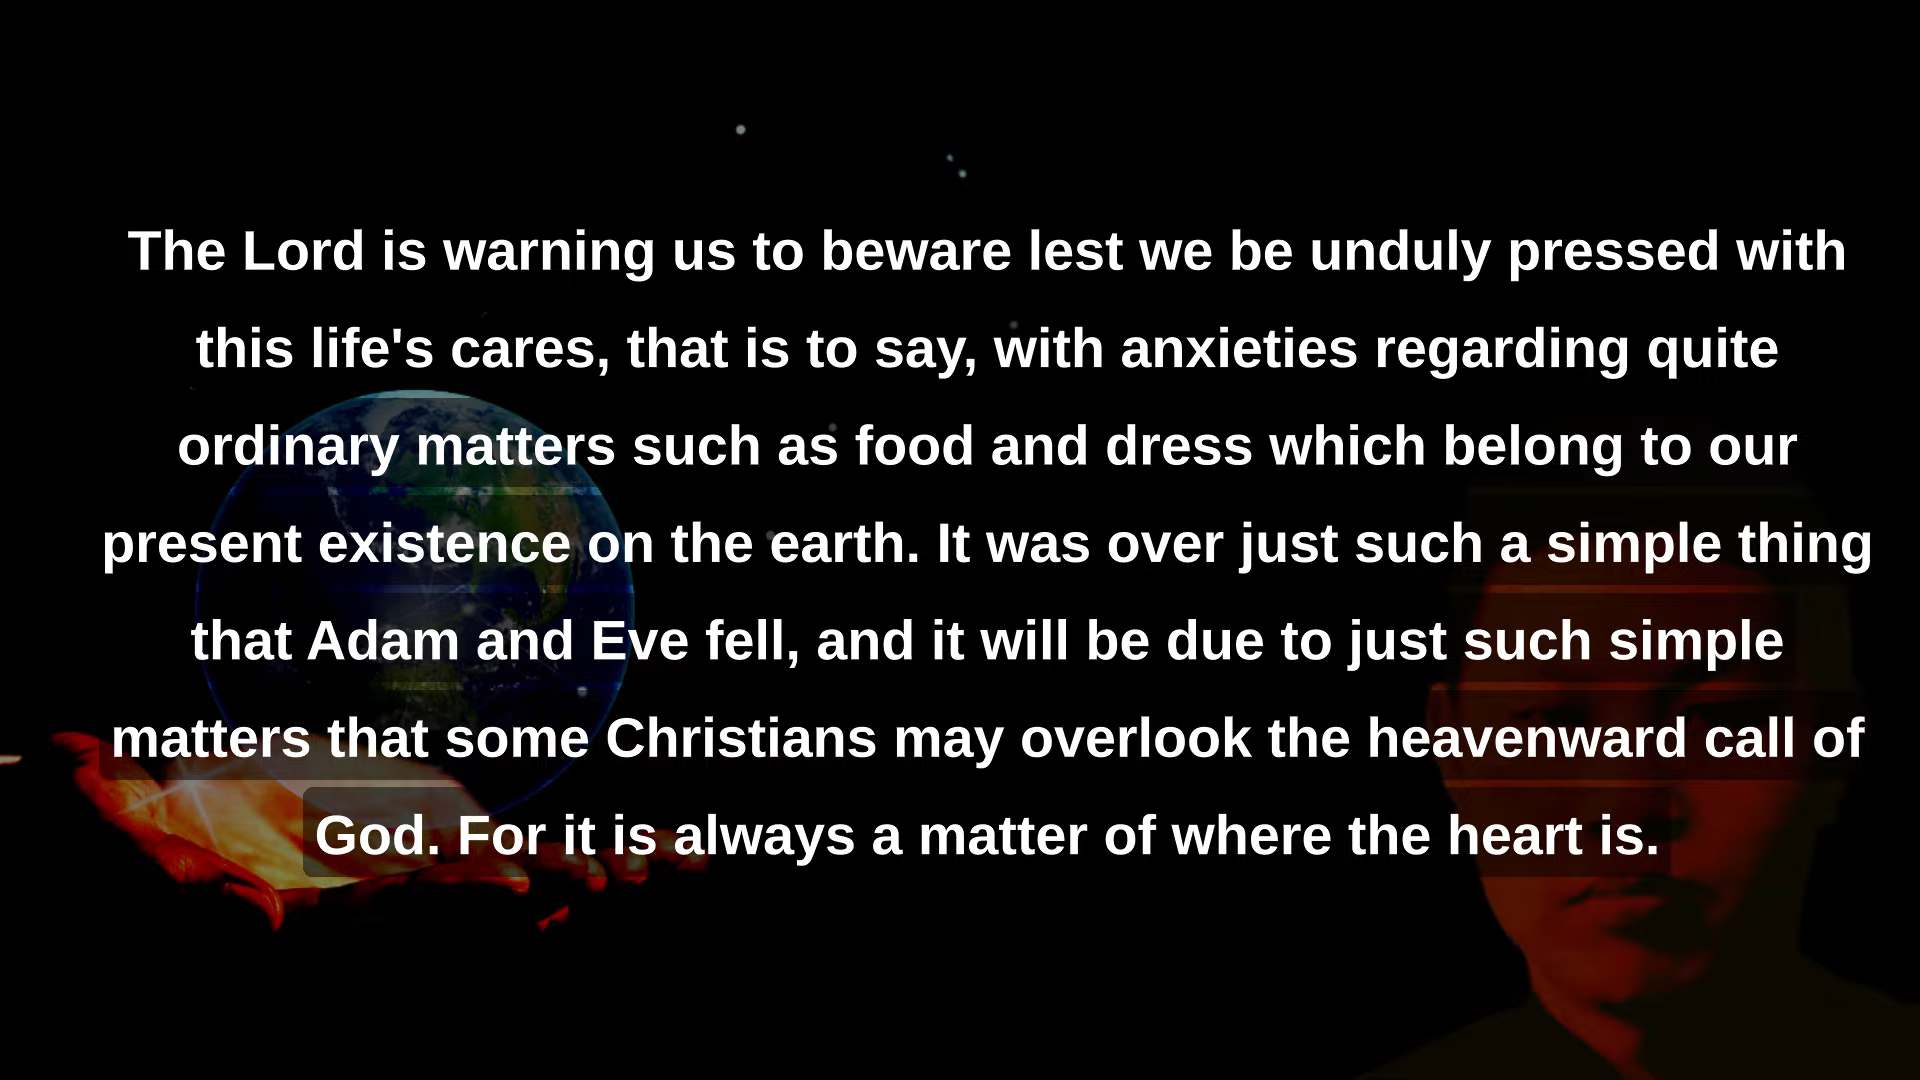 The Lord is warning us to beware lest we be unduly pressed with
this life's cares, that is to say, with anxieties regarding quite
ordinary matters such as food and dress which belong to our
present existence on the earth. It was over just such a simple thing
that Adam and Eve fell, and it will be due to just such simple
matters that some Christians may overlook the heavenward call of
God. For it is always a matter of where the heart is.